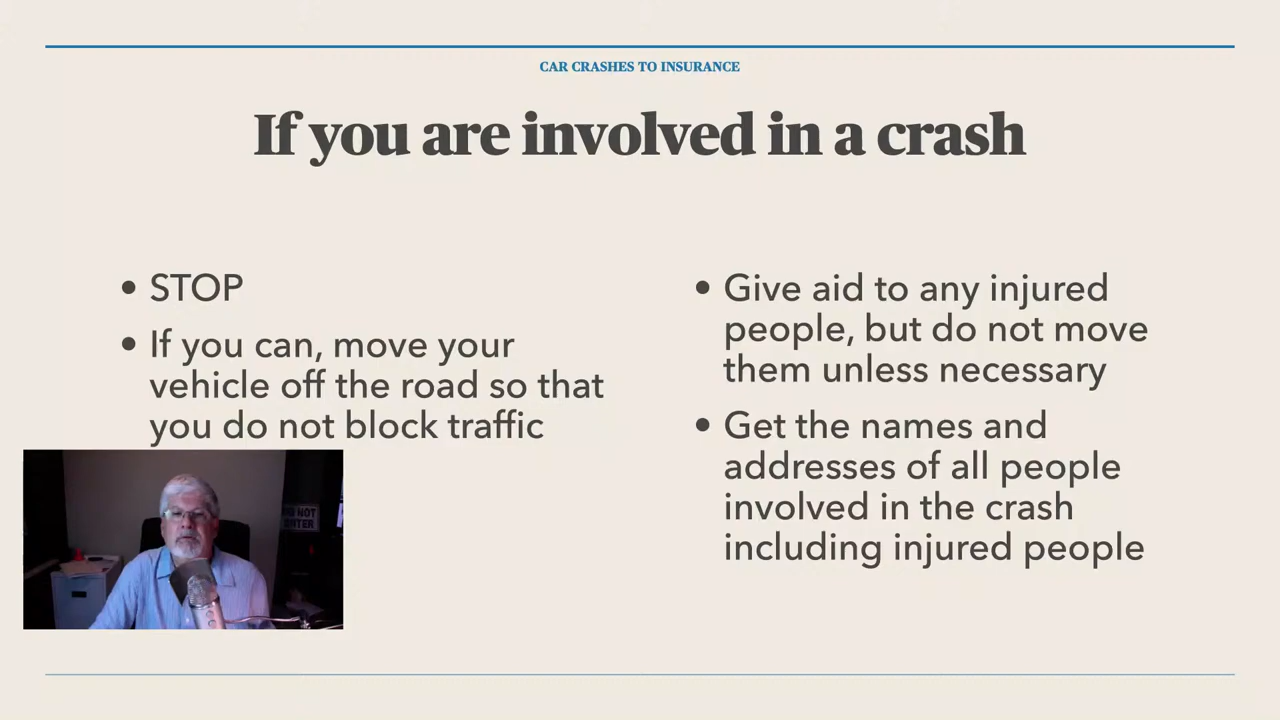 CAR CRASHES TO INSURANCE
If you are involved in a crash
• STOP
• If you can, move your
vehicle off the road so that
you do not block traffic
• Give aid to any injured
people, but do not move
them unless necessary
• Get the names and
addresses of all people
involved in the crash
including injured people
NOT